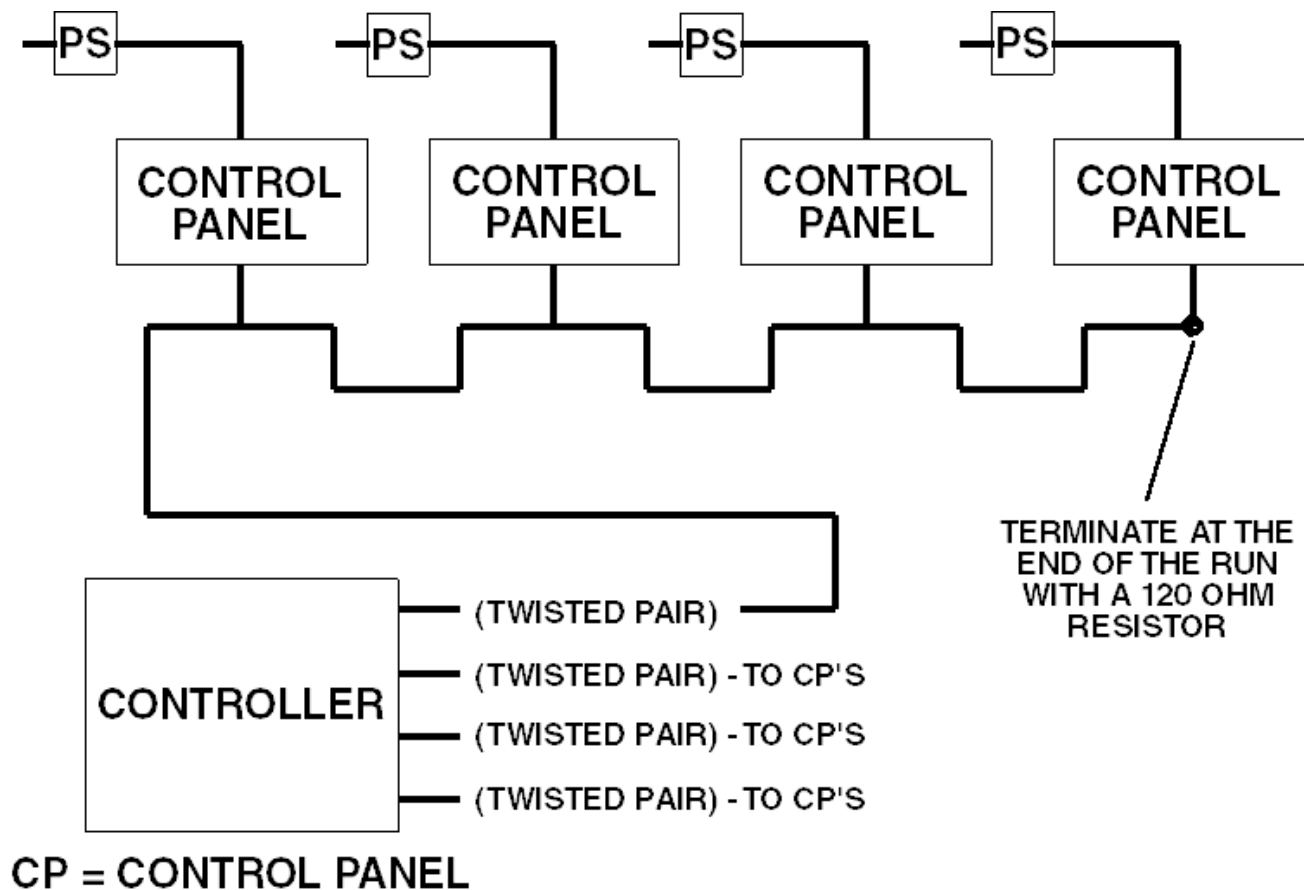 PS
PS
PS
PS
CONTROL
PANEL
CONTROL
PANEL
CONTROL
PANEL
CONTROL
PANEL
TERMINATE AT THE
END OF THE RUN
WITH A 120 OHM
RESISTOR
CONTROLLER
(TWISTED PAIR)
(TWISTED PAIR) - TO CP'S
(TWISTED PAIR) - TO CP'S
(TWISTED PAIR) - TO CP'S
CP = CONTROL PANEL